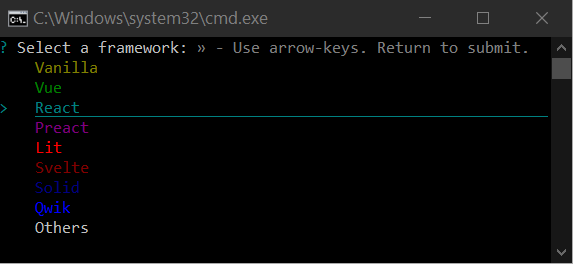 C:\Windows\system32\cmd.exe
? Select a framework: » - Use arrow-keys. Return to submit.
Vanilla
Vue
> React
Preact
Lit
Svelte
Solid
Qwik
Others